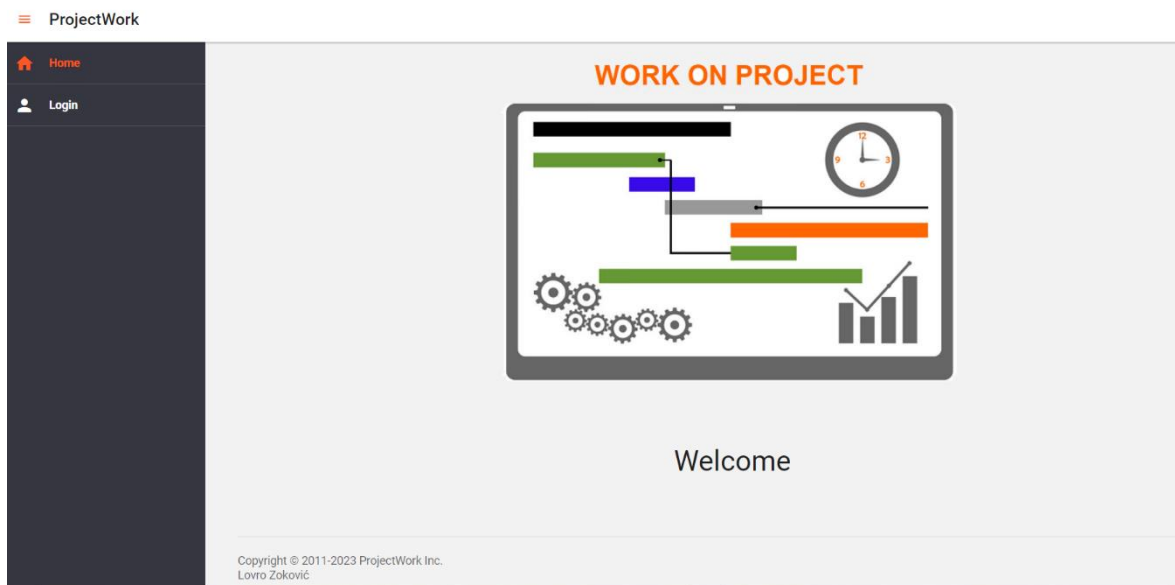 ProjectWork
Home
Login
WORK ON PROJECT
12
9
3
6
Welcome
Copyright © 2011-2023 ProjectWork Inc.
Lovro Zoković